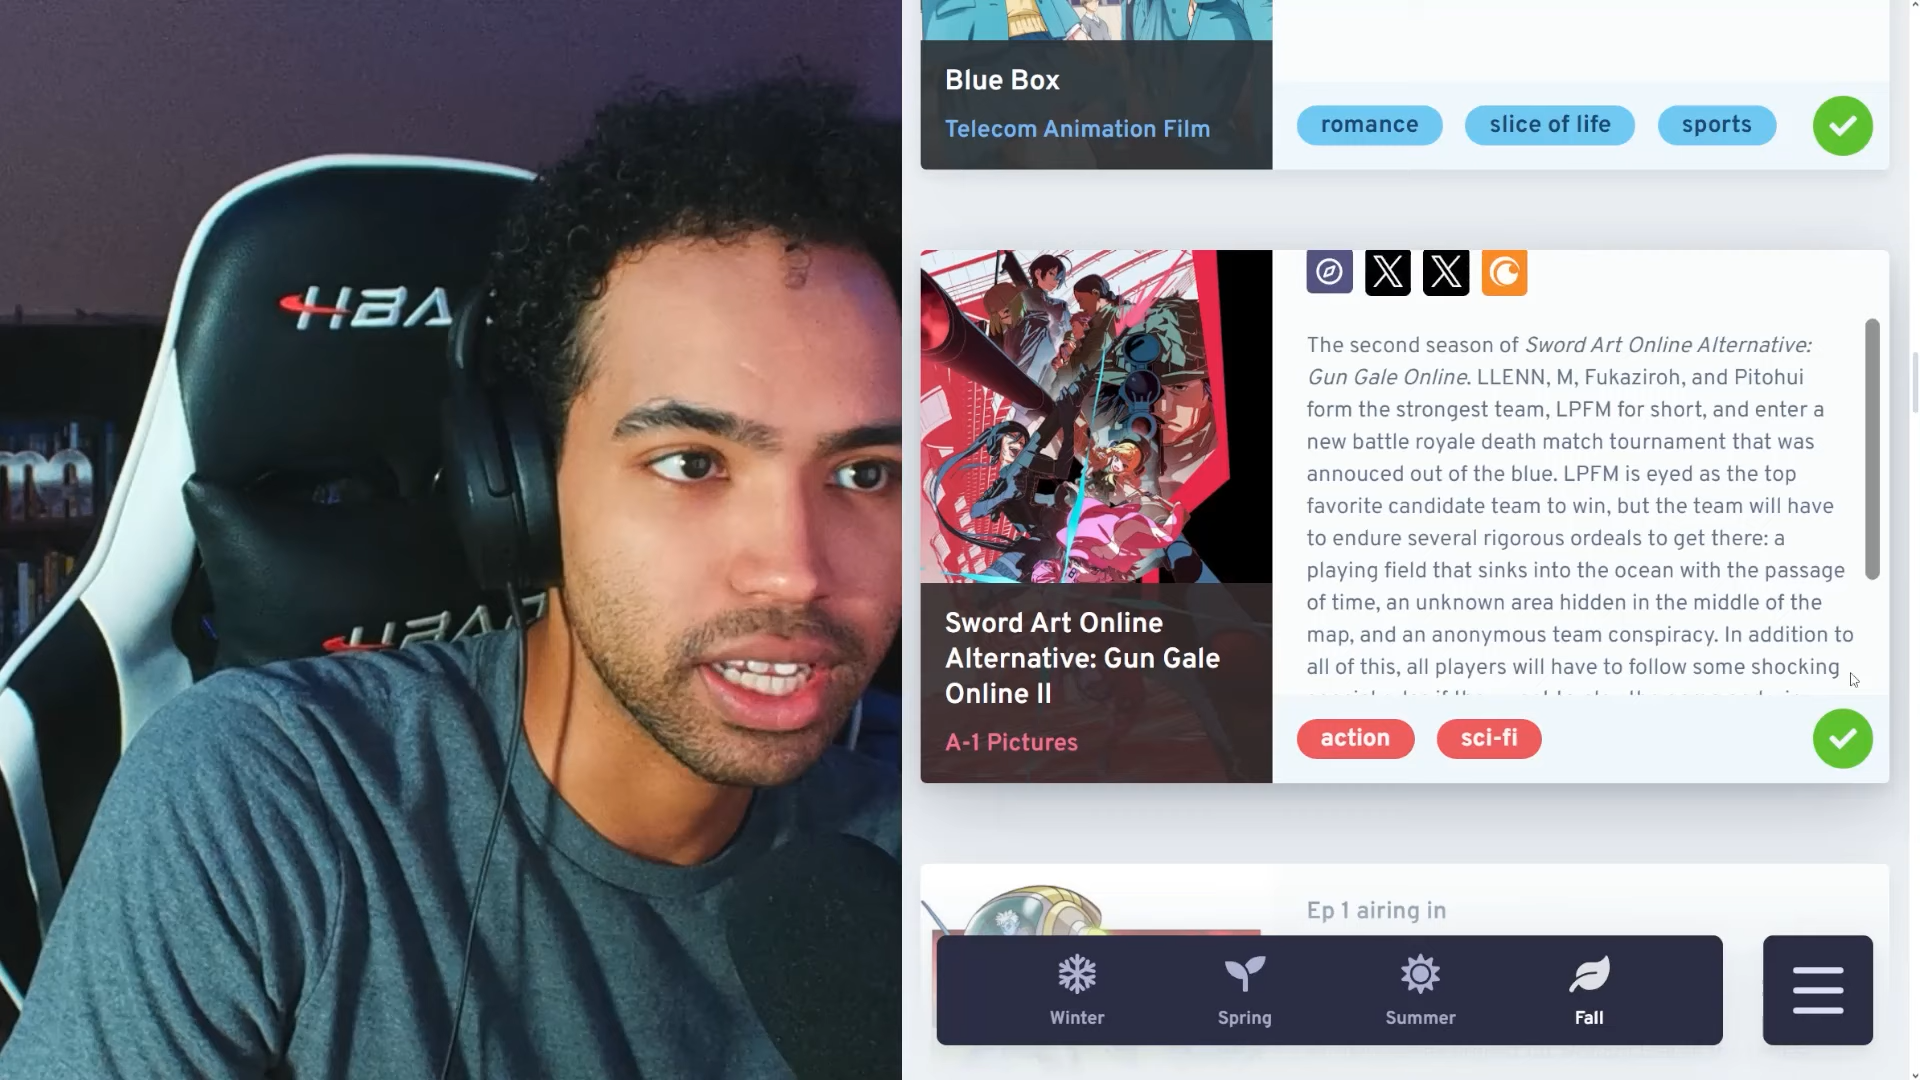 HBA
Blue Box
Telecom Animation Film
romance
slice of life
sports
The second season of Sword Art Online Alternative:
Gun Gale Online. LLENN, M, Fukaziroh, and Pitohui
form the strongest team, LPFM for short, and enter a
new battle royale death match tournament that was
annouced out of the blue. LPFM is eyed as the top
favorite candidate team to win, but the team will have
to endure several rigorous ordeals to get there: a
playing field that sinks into the ocean with the passage
of time, an unknown area hidden in the middle of the
map, and an anonymous team conspiracy. In addition to
all of this, all players will have to follow some shocking
Sword Art Online
Alternative: Gun Gale
Online II
A-1 Pictures
action
sci-fi
Ep 1 airing in
Winter
Spring
Summer
Fall